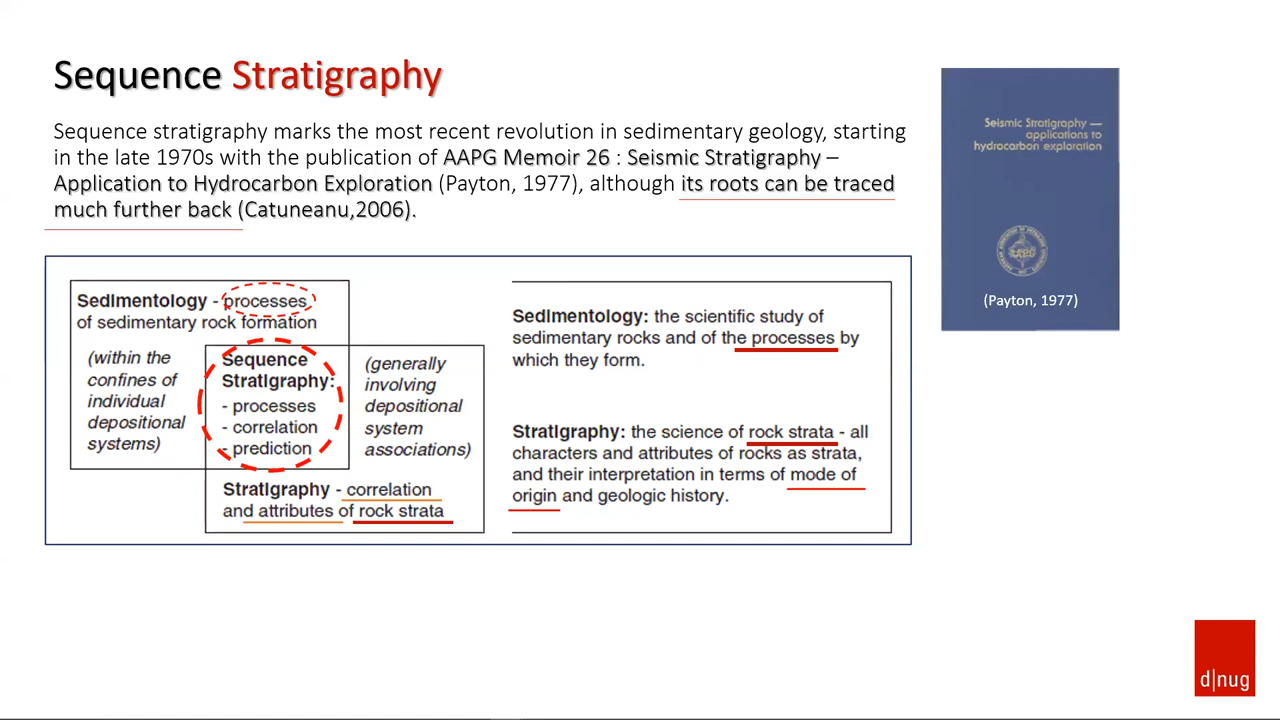 Sequence Stratigraphy
Sequence stratigraphy marks the most recent revolution in sedimentary geology, starting
in the late 1970s with the publication of AAPG Memoir 26 : Seismic Stratigraphy –
Application to Hydrocarbon Exploration (Payton, 1977), although its roots can be traced
much further back (Catuneanu,2006).
Seismic Stratigraphy —
applications to
hydrocarbon exploration
AAPG
(Payton, 1977)
Sedimentology - processes
of sedimentary rock formation
(within the
confines of
individual
depositional
systems)
Sequence
Stratigraphy:
- processes
- correlation
- prediction
(generally
involving
depositional
system
associations)
Stratigraphy - correlation
and attributes of rock strata
Sedimentology: the scientific study of
sedimentary rocks and of the processes by
which they form.
Stratigraphy: the science of rock strata - all
characters and attributes of rocks as strata,
and their interpretation in terms of mode of
origin and geologic history.
d|nug